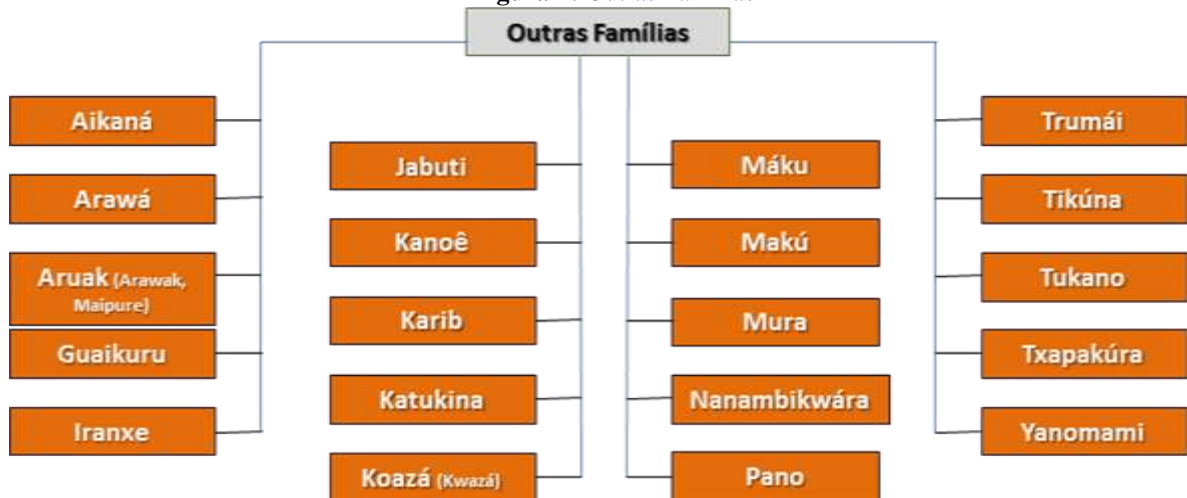 Outras Famílias
Aikaná
Arawá
Aruak (Arawak,
Maipure)
Guaikuru
Iranxe
Jabuti
Kanoê
Karib
Katukina
Koazá (Kwazá)
Máku
Makú
Mura
Nanambikwára
Pano
Trumái
Tikúna
Tukano
Txapakúra
Yanomami